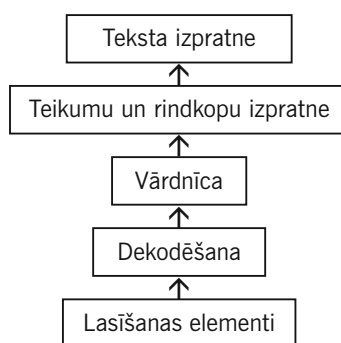 Teksta izpratne
Teikumu un rindkopu izpratne
Vārdnīca
Dekodēšana
Lasīšanas elementi